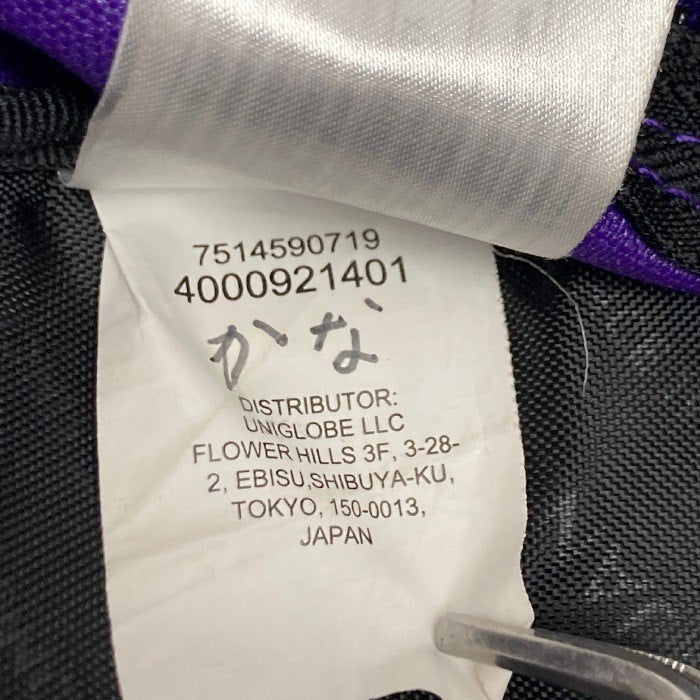 7514590719
4000921401
かな
DISTRIBUTOR:
UNIGLOBE LLC
FLOWER HILLS 3F, 3-28-
2, EBISU,SHIBUYA-KU,
TOKYO, 150-0013,
JAPAN